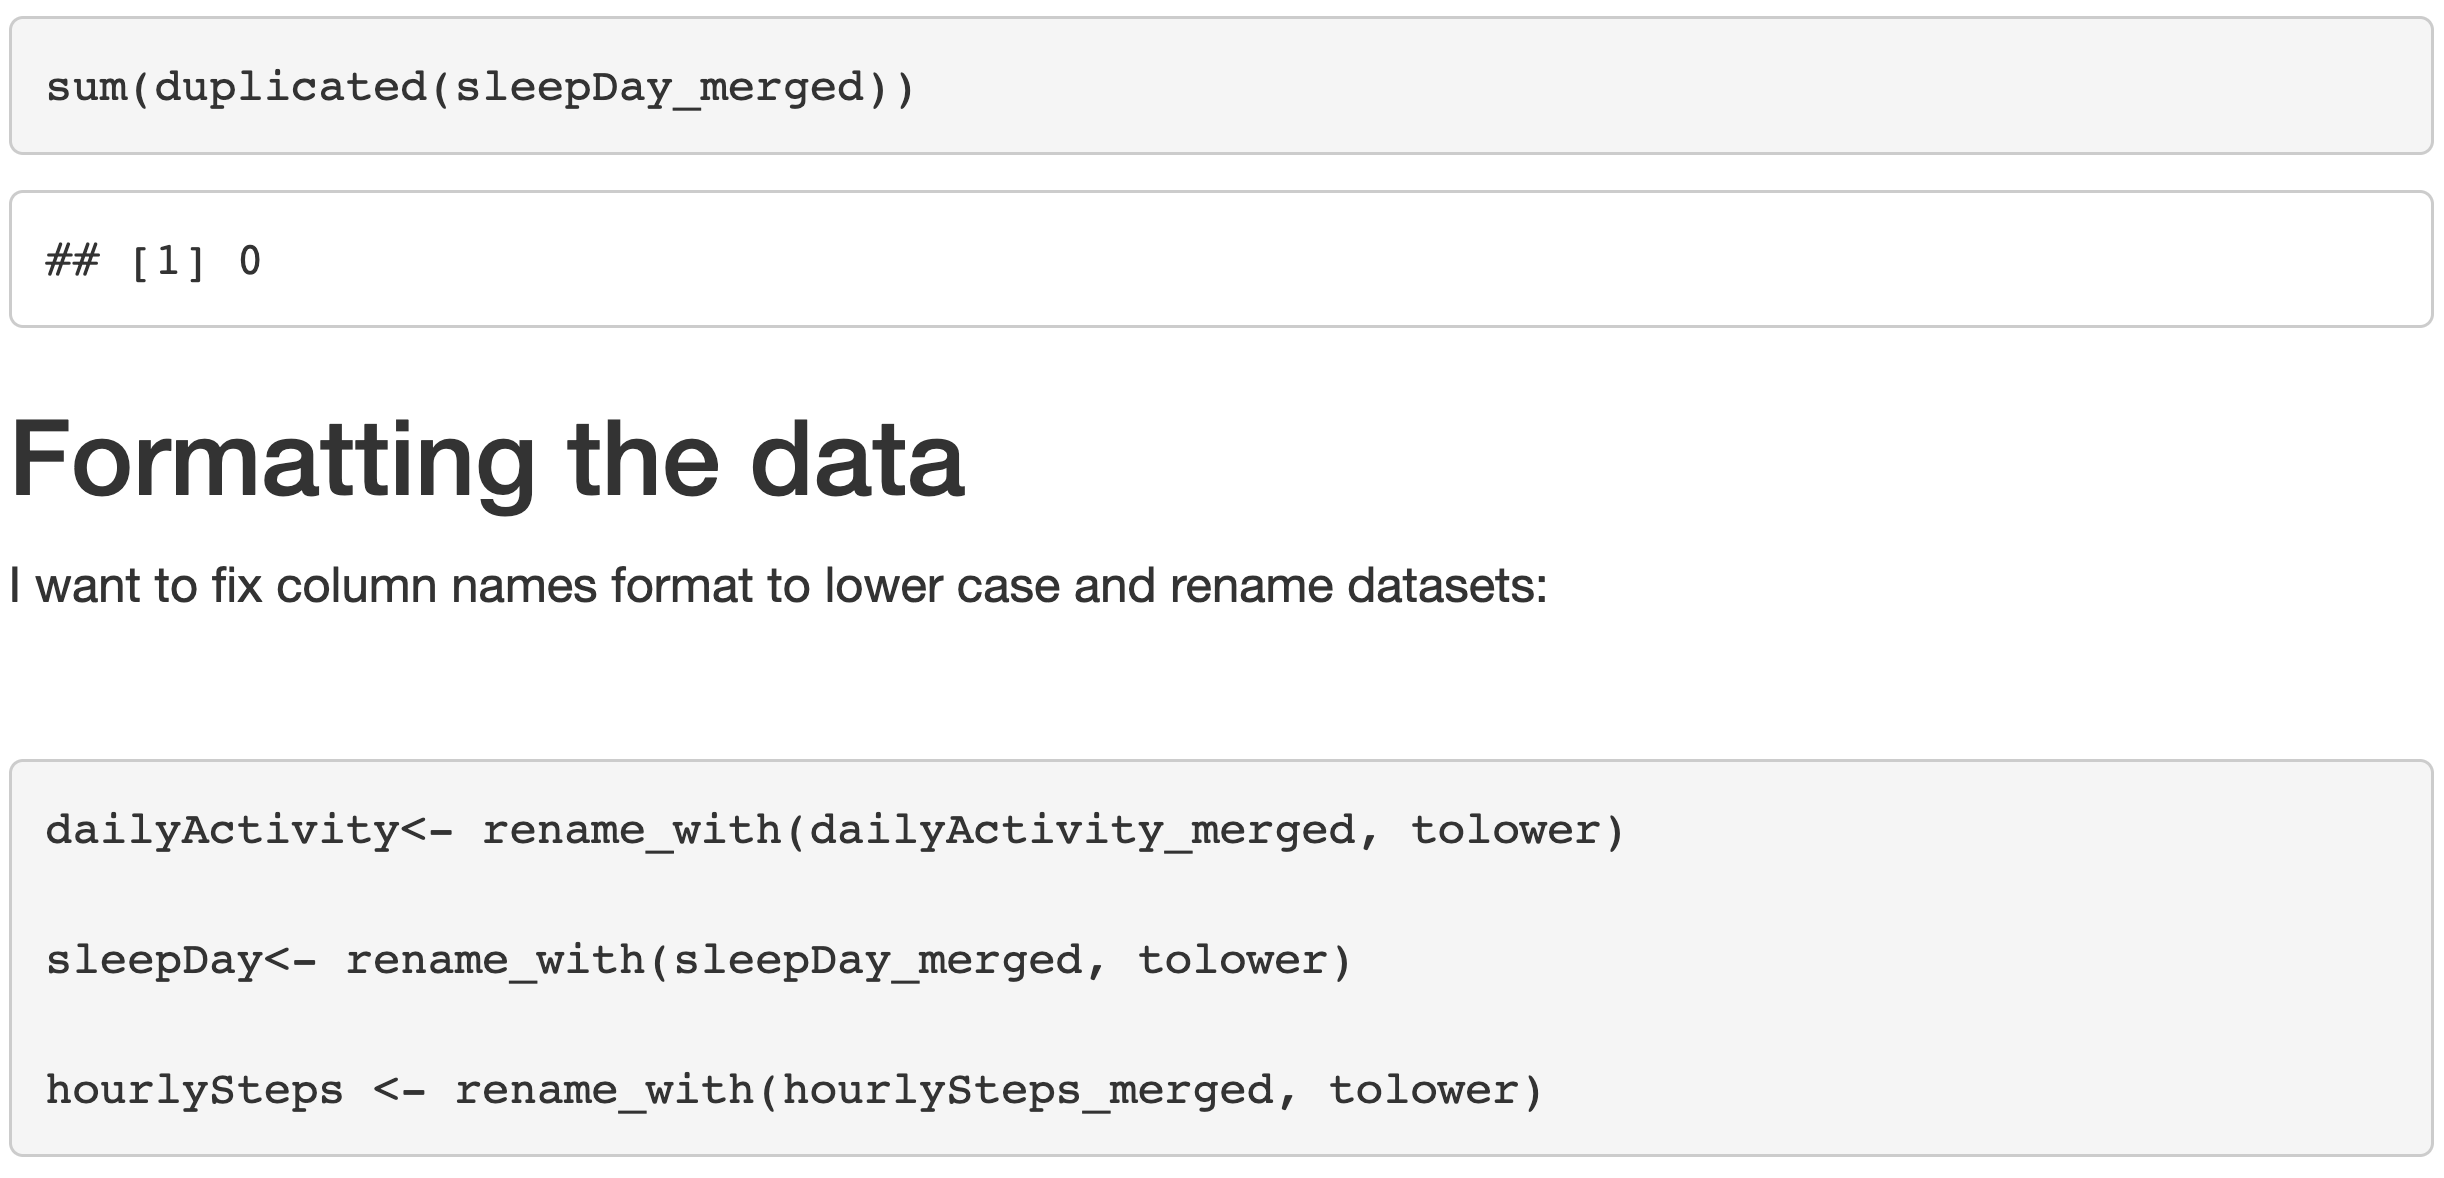 sum(duplicated(sleepDay_merged))
## [1] 0
Formatting the data
I want to fix column names format to lower case and rename datasets:
dailyActivity<- rename_with(dailyActivity_merged, tolower)
sleepDay<- rename_with(sleepDay_merged, tolower)
hourlySteps <- rename_with(hourlySteps_merged, tolower)